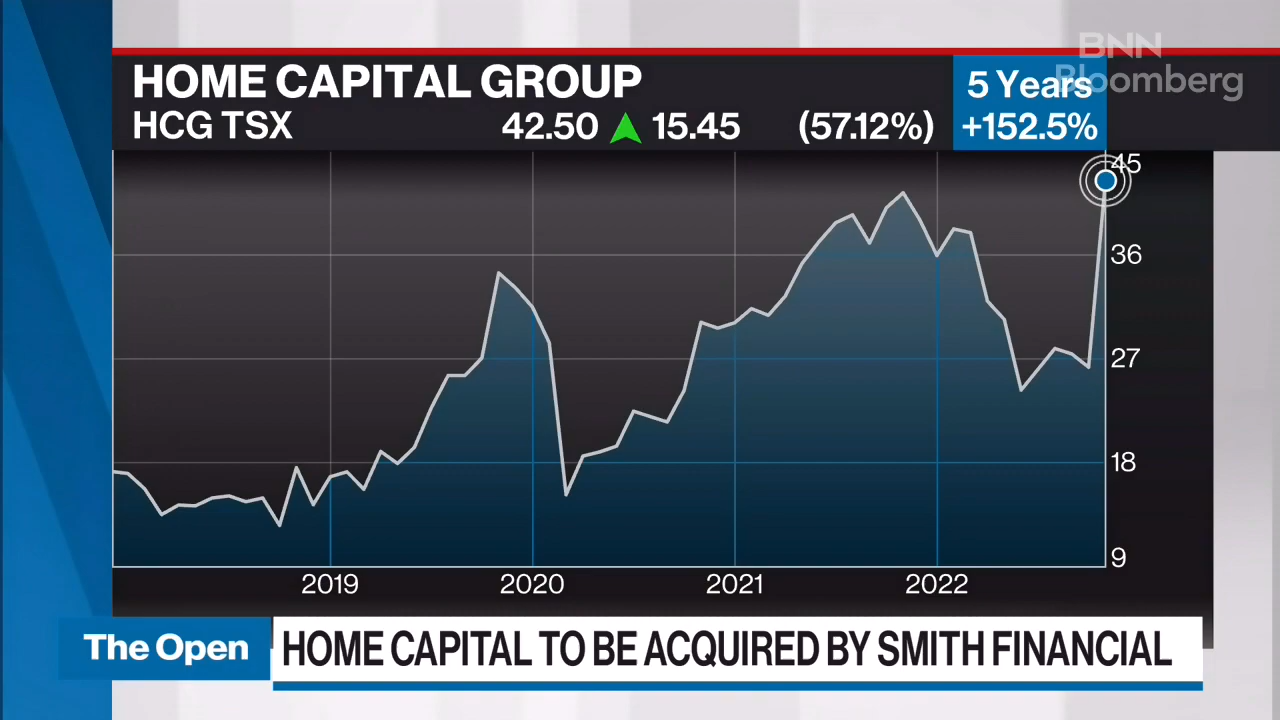 BNN
Bloomberg
HOME CAPITAL GROUP
HCG TSX 42.50 15.45 (57.12%)
5 Years
+152.5%
45
36
27
18
9
2019 2020 2021 2022
The Open
HOME CAPITAL TO BE ACQUIRED BY SMITH FINANCIAL